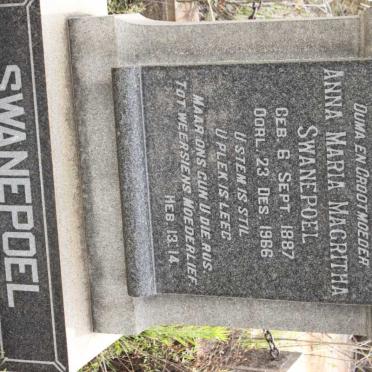 OUMA EN GROOTMOEDER
ANNA MARIA MAGRITHA
SWANEPOEL
GEB. 6 SEPT. 1887
OORL. 23 DES. 1966
U STEM IS STIL
U PLEK IS LEEG
MAAR ONS GUN U DIE RUS
TOT WEERSIENS MOEDERLIEF.
HEB. 13:14
SWANEPOEL